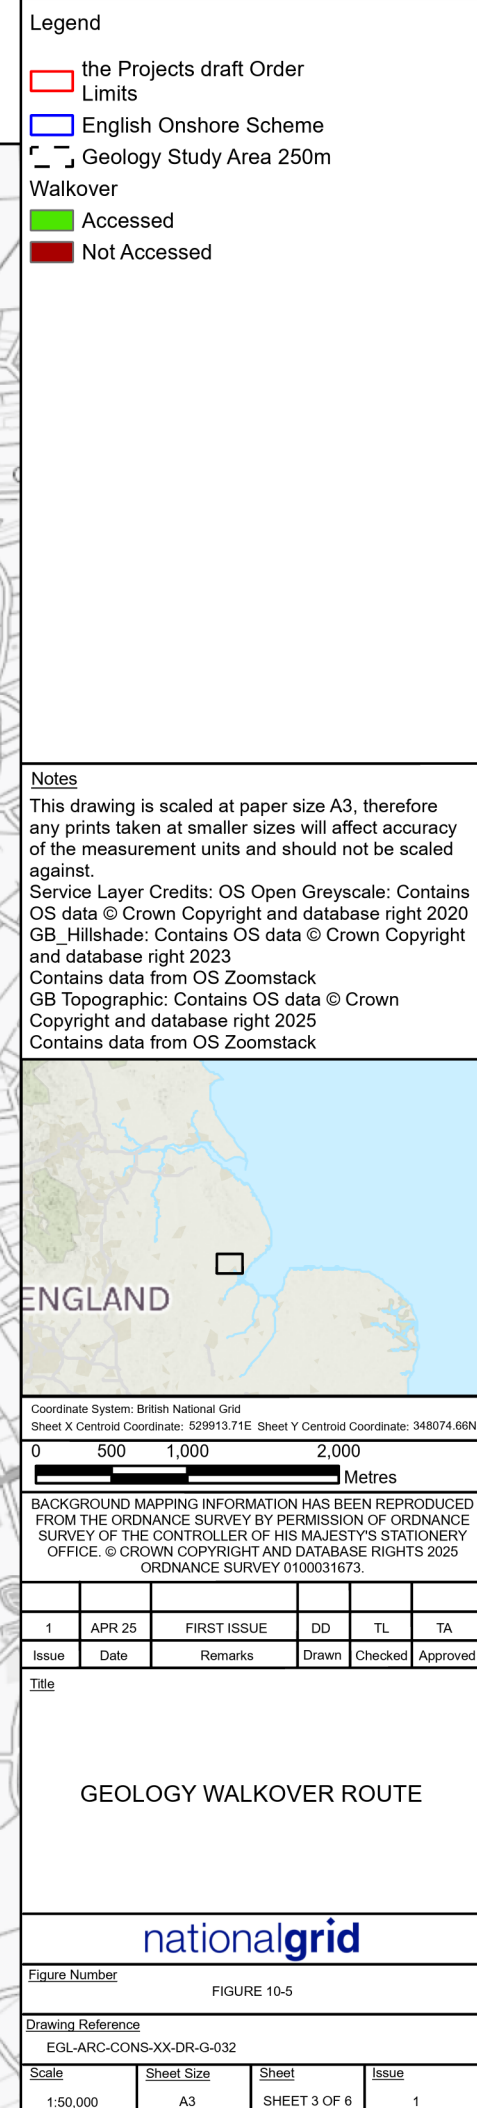 Legend
the Projects draft Order
Limits
English Onshore Scheme
Geology Study Area 250m
Walkover
Accessed
Not Accessed
Notes
This drawing is scaled at paper size A3, therefore
any prints taken at smaller sizes will affect accuracy
of the measurement units and should not be scaled
against.
Service Layer Credits: OS Open Greyscale: Contains
OS data © Crown Copyright and database right 2020
GB_Hillshade: Contains OS data © Crown Copyright
and database right 2023
Contains data from OS Zoomstack
GB Topographic: Contains OS data © Crown
Copyright and database right 2025
Contains data from OS Zoomstack
ENGLAND
Coordinate System: British National Grid
Sheet X Centroid Coordinate: 529913.71E Sheet Y Centroid Coordinate: 348074.66N
0 500 1,000 2,000
Metres
BACKGROUND MAPPING INFORMATION HAS BEEN REPRODUCED
FROM THE ORDNANCE SURVEY BY PERMISSION OF ORDNANCE
SURVEY OF THE CONTROLLER OF HIS MAJESTY'S STATIONERY
OFFICE. © CROWN COPYRIGHT AND DATABASE RIGHTS 2025
ORDNANCE SURVEY 0100031673.
1 APR 25 FIRST ISSUE DD TL TA
Issue Date Remarks Drawn Checked Approved
Title
GEOLOGY WALKOVER ROUTE
nationalgrid
Figure Number
FIGURE 10-5
Drawing Reference
EGL-ARC-CONS-XX-DR-G-032
Scale Sheet Size Sheet Issue
1:50,000 A3 SHEET 3 OF 6 1